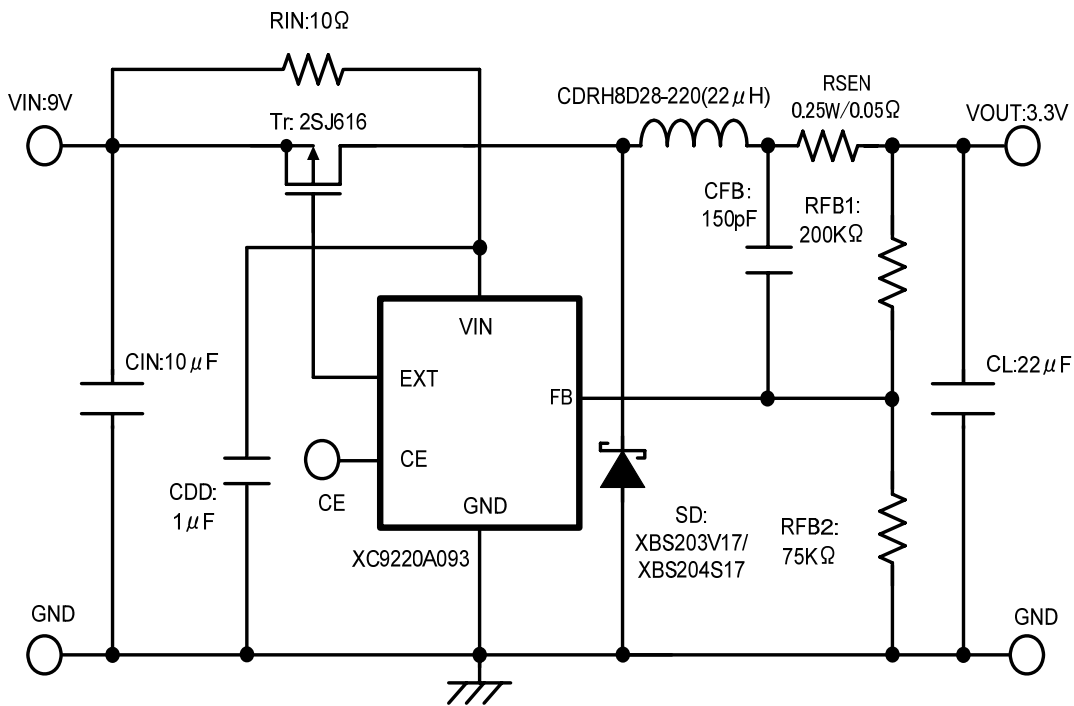 RIN:10Ω
VIN:9V
Tr: 2SJ616
CDRH8D28-220(22μH)
RSEN
0.25W/0.05Ω
VOUT:3.3V
CFB:
150pF
RFB1:
200KΩ
VIN
CIN:10μF
EXT
FB
CL:22μF
CE
CE
CDD:
1μF
GND
XC9220A093
SD:
XBS203V17/
XBS204S17
RFB2:
75KΩ
GND
GND